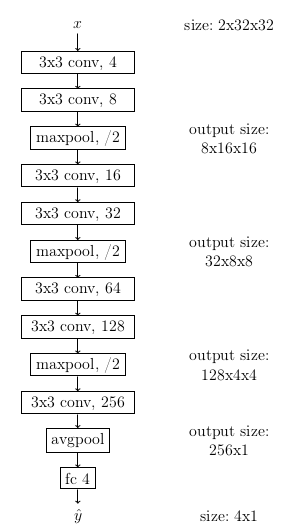 x size: 2x32x32
3x3 conv, 4
3x3 conv, 8
maxpool, /2
output size:
8x16x16
3x3 conv, 16
3x3 conv, 32
maxpool, /2
output size:
32x8x8
3x3 conv, 64
3x3 conv, 128
maxpool, /2
output size:
128x4x4
3x3 conv, 256
avgpool
output size:
256x1
fc 4
ŷ size: 4x1